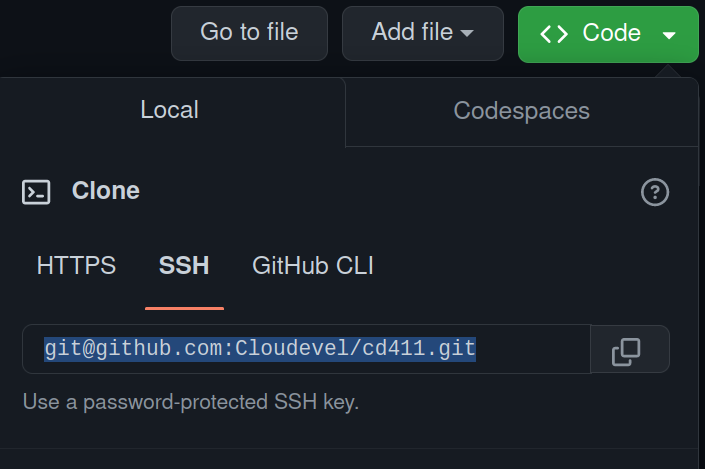 Go to file Add file Code
Local Codespaces
Clone
HTTPS SSH GitHub CLI
git@github.com:Cloudevel/cd411.git
Use a password-protected SSH key.